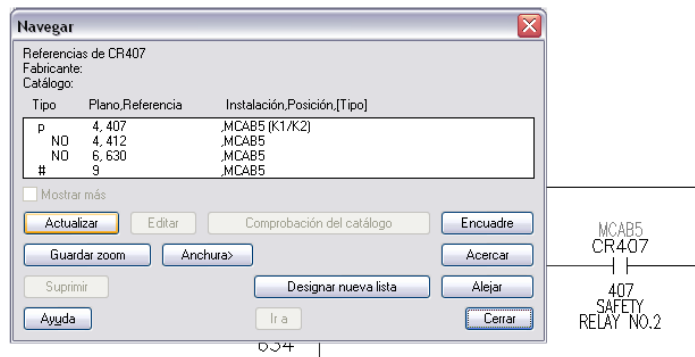 Navegar
Referencias de CR407
Fabricante:
Catálogo:
Tipo Plano,Referencia Instalación,Posición,[Tipo]
p 4, 407 ,MCAB5 (K1/K2)
NO 4, 412 ,MCAB5
NO 6, 630 ,MCAB5
# 9 ,MCAB5
Mostrar más
Actualizar Editar Comprobación del catálogo Encuadre
Guardar zoom Anchura> Acercar
Suprimir Designar nueva lista Alejar
Ayuda Ir a Cerrar
MCAB5
CR407
407
SAFETY
RELAY NO.2
634